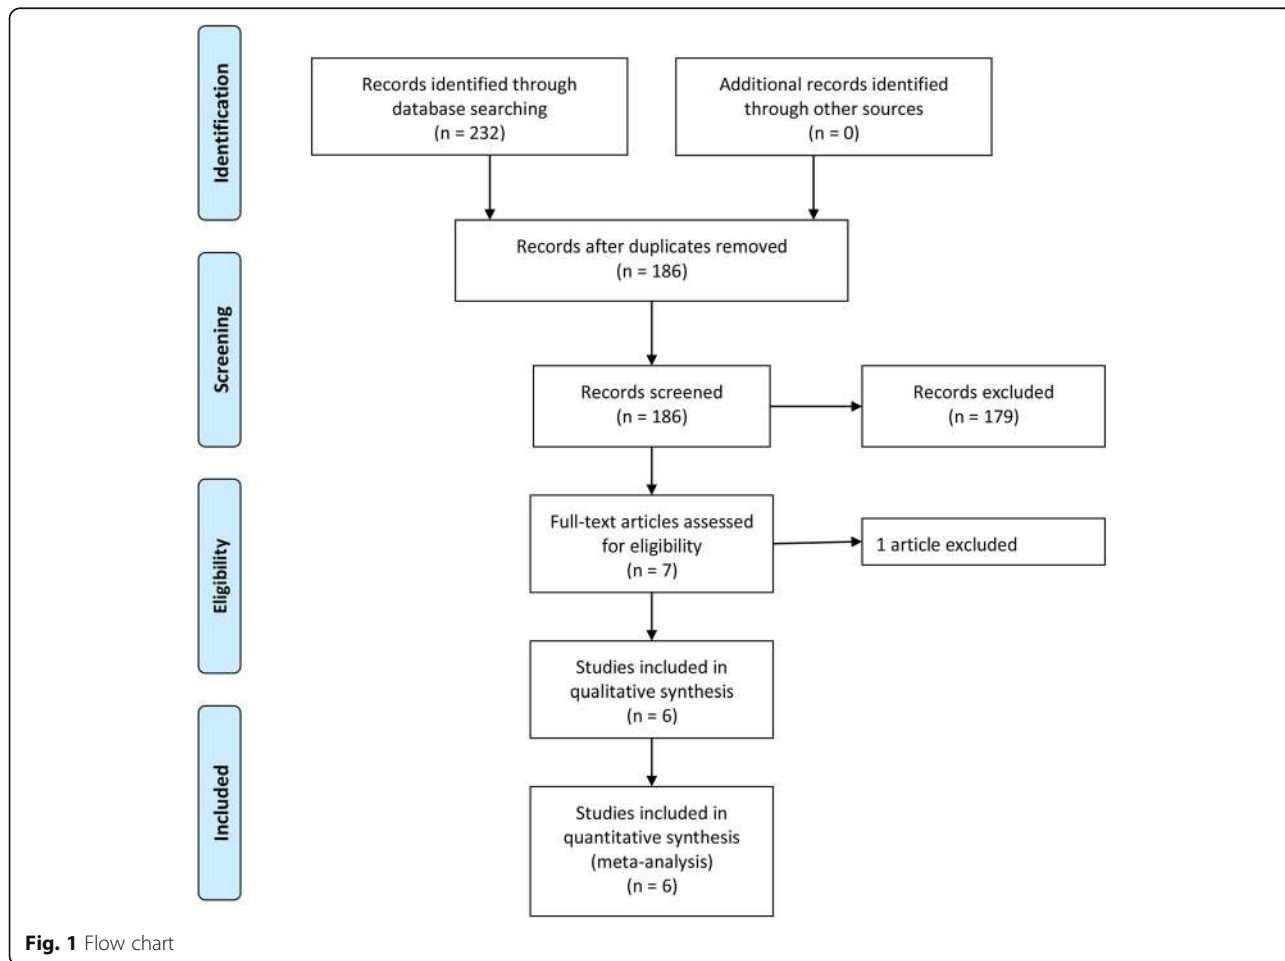 Identification
Records identified through
database searching
(n = 232)
Additional records identified
through other sources
(n = 0)
Records after duplicates removed
(n = 186)
Screening
Records screened
(n = 186)
Records excluded
(n = 179)
Eligibility
Full-text articles assessed
for eligibility
(n = 7)
1 article excluded
Studies included in
qualitative synthesis
(n = 6)
Included
Studies included in
quantitative synthesis
(meta-analysis)
(n = 6)
Fig. 1 Flow chart